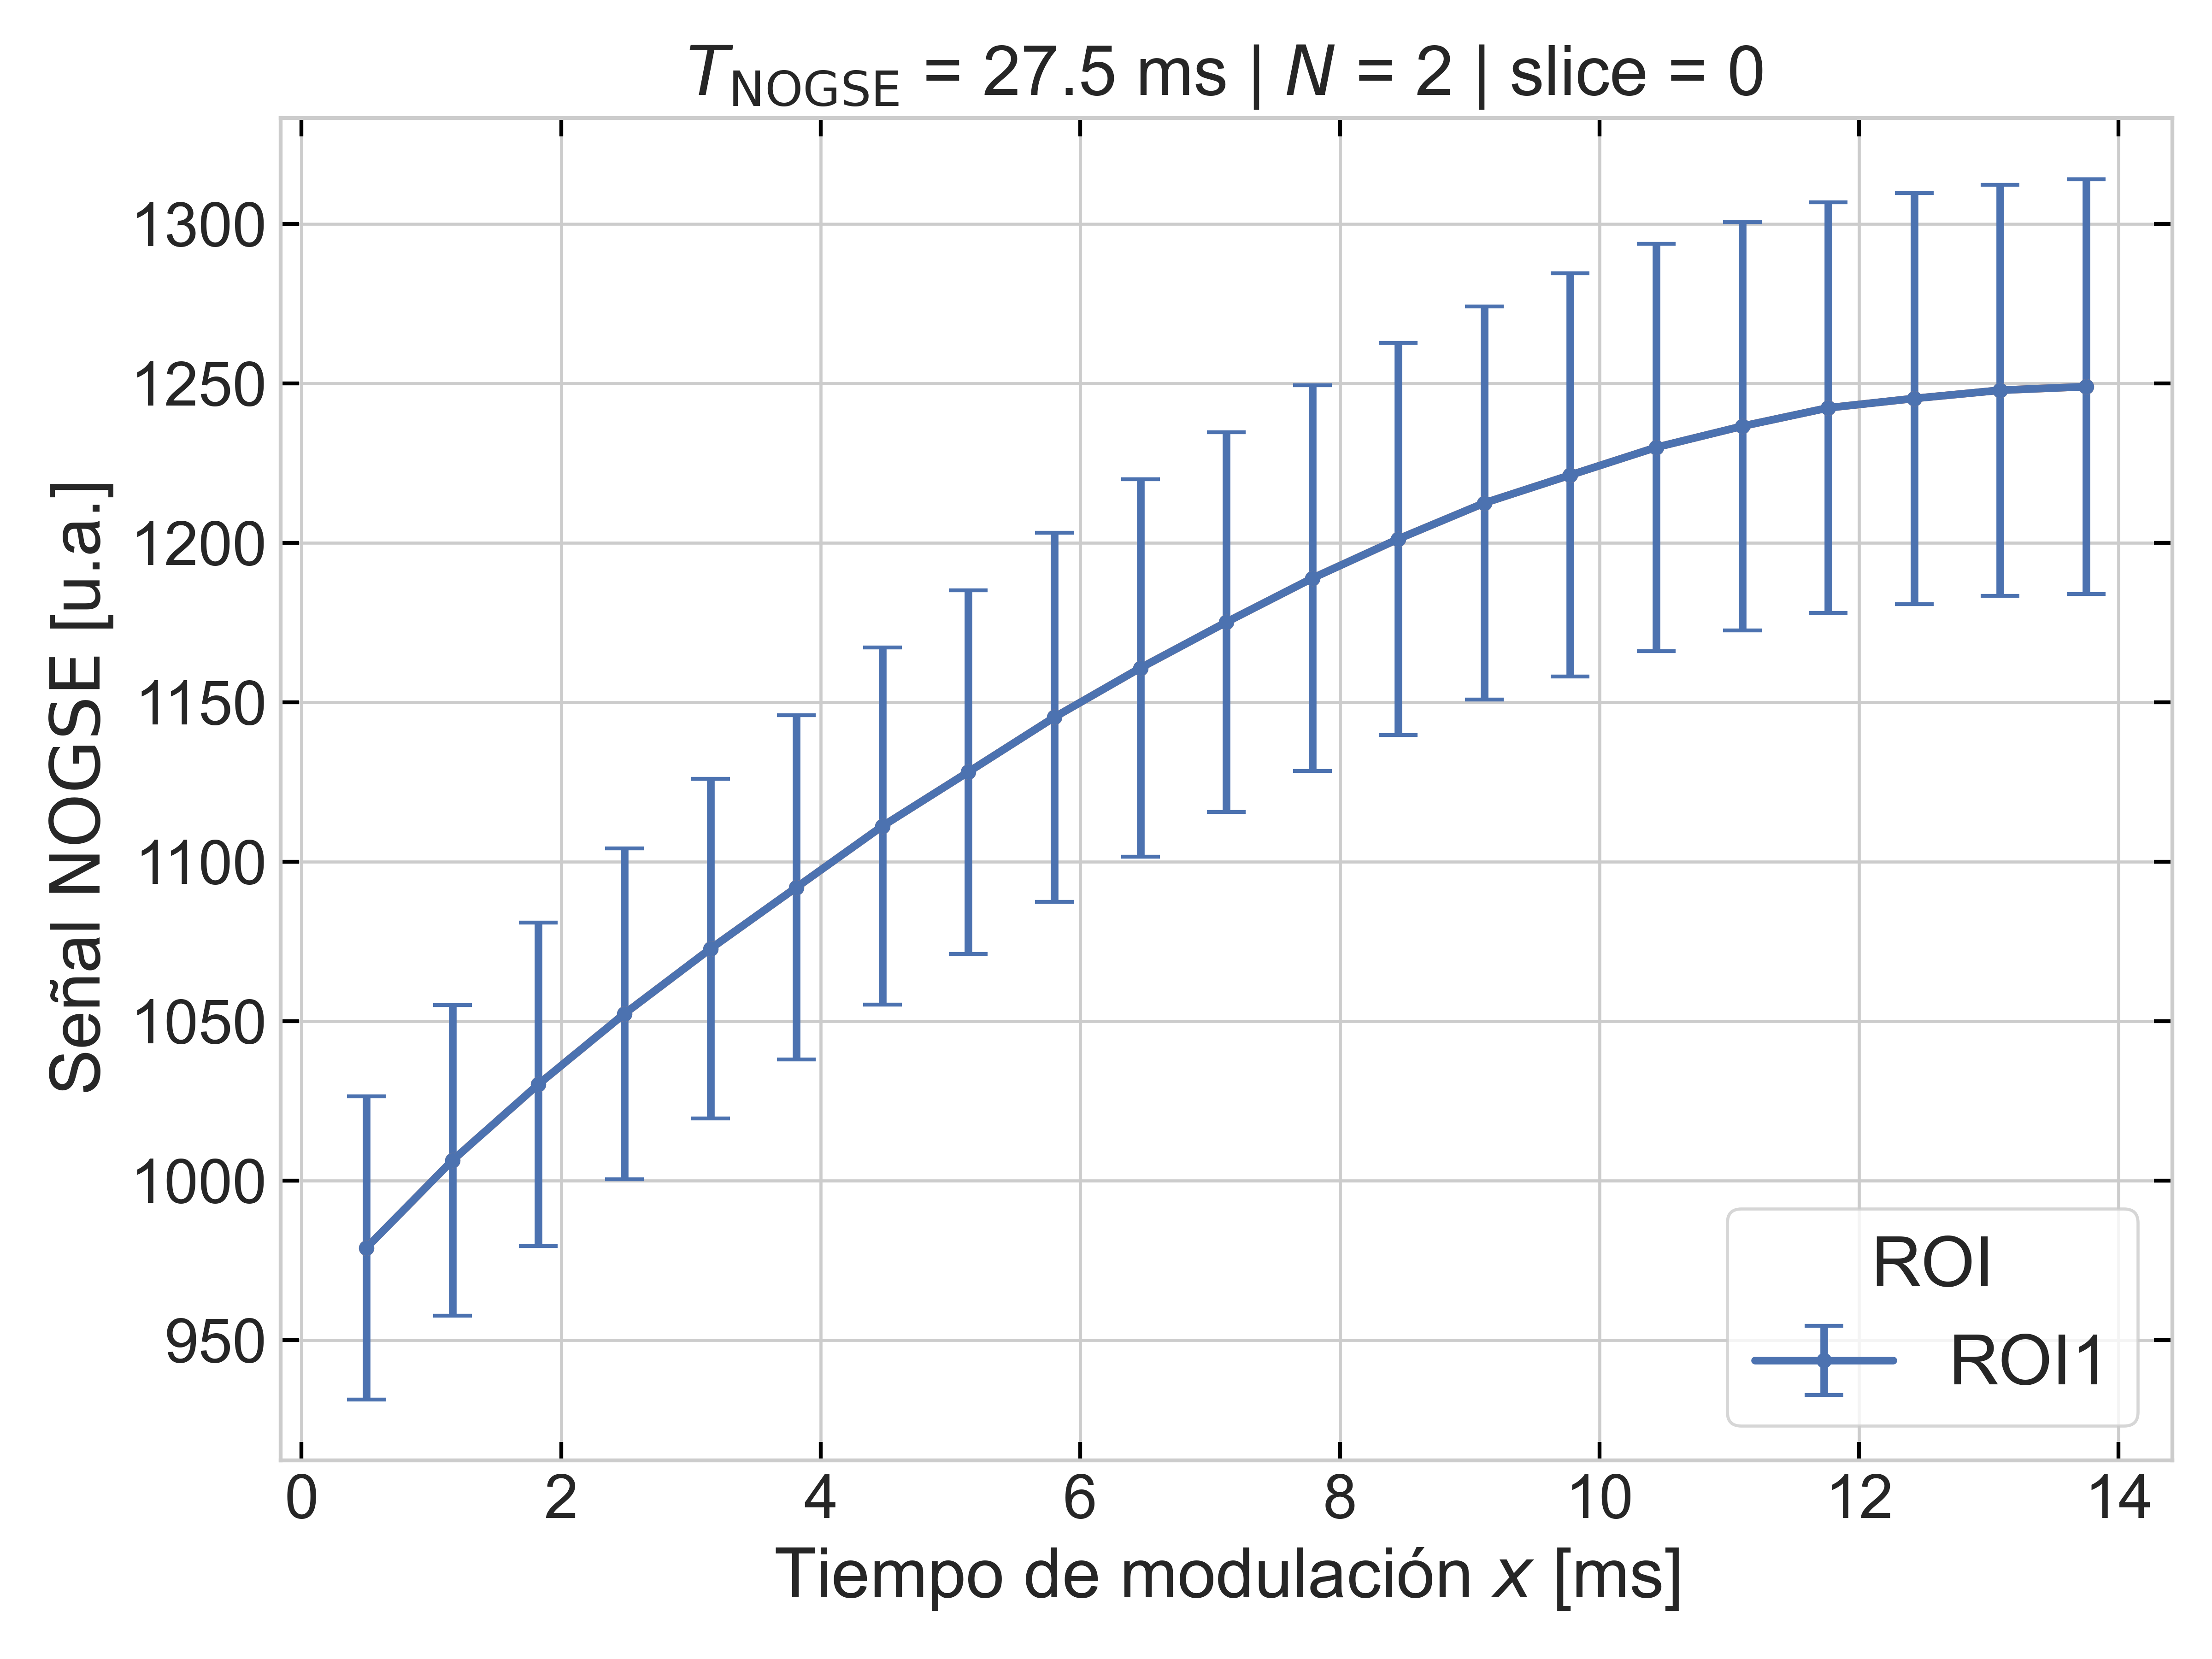 T_NOGSE = 27.5 ms | N = 2 | slice = 0
Señal NOGSE [u.a.]
1300
1250
1200
1150
1100
1050
1000
950
ROI
ROI1
0 2 4 6 8 10 12 14
Tiempo de modulación x [ms]